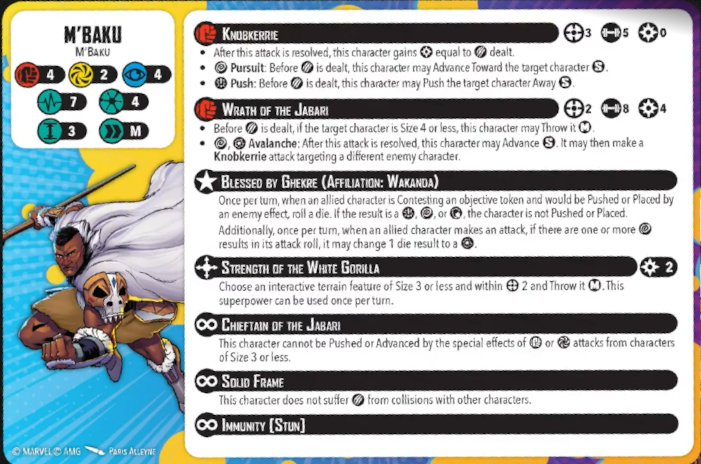 M'BAKU
M'BAKU
4 2 4
7 4
3 M
KNOBKERRIE 3 5 0
• After this attack is resolved, this character gains equal to dealt.
• Pursuit: Before is dealt, this character may Advance Toward the target character S.
• Push: Before is dealt, this character may Push the target character Away S.
WRATH OF THE JABARI 2 8 4
• Before is dealt, if the target character is Size 4 or less, this character may Throw it M.
• , Avalanche: After this attack is resolved, this character may Advance S. It may then make a
Knobkerrie attack targeting a different enemy character.
BLESSED BY GHEKRE (AFFILIATION: WAKANDA)
Once per turn, when an allied character is Contesting an objective token and would be Pushed or Placed by
an enemy effect, roll a die. If the result is a , , or , the character is not Pushed or Placed.
Additionally, once per turn, when an allied character makes an attack, if there are one or more
results in its attack roll, it may change 1 die result to a .
STRENGTH OF THE WHITE GORILLA 2
Choose an interactive terrain feature of Size 3 or less and within 2 and Throw it M. This
superpower can be used once per turn.
CHIEFTAIN OF THE JABARI
This character cannot be Pushed or Advanced by the special effects of or attacks from characters
of Size 3 or less.
SOLID FRAME
This character does not suffer from collisions with other characters.
IMMUNITY [STUN]
© MARVEL © AMG PARIS ALLEYNE